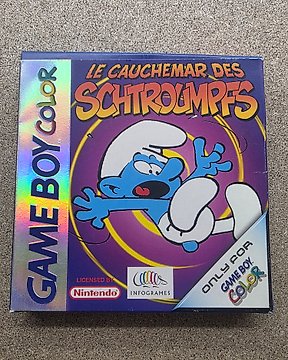 LE CAUCHEMAR DES
SCHTROUMPFS
GAME BOY COLOR
LICENSED BY
Nintendo
INFOGRAMES
ONLY FOR
GAME BOY
COLOR